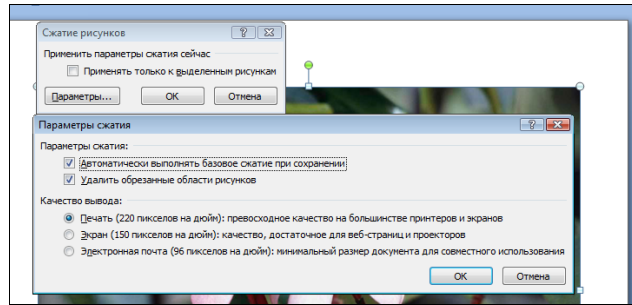 Сжатие рисунков
Применить параметры сжатия сейчас
Применять только к выделенным рисункам
Параметры...
ОК
Отмена
Параметры сжатия
Параметры сжатия:
Автоматически выполнять базовое сжатие при сохранении
Удалить обрезанные области рисунков
Качество вывода:
Печать (220 пикселов на дюйм): превосходное качество на большинстве принтеров и экранов
Экран (150 пикселов на дюйм): качество, достаточное для веб-страниц и проекторов
Электронная почта (96 пикселов на дюйм): минимальный размер документа для совместного использования
ОК
Отмена